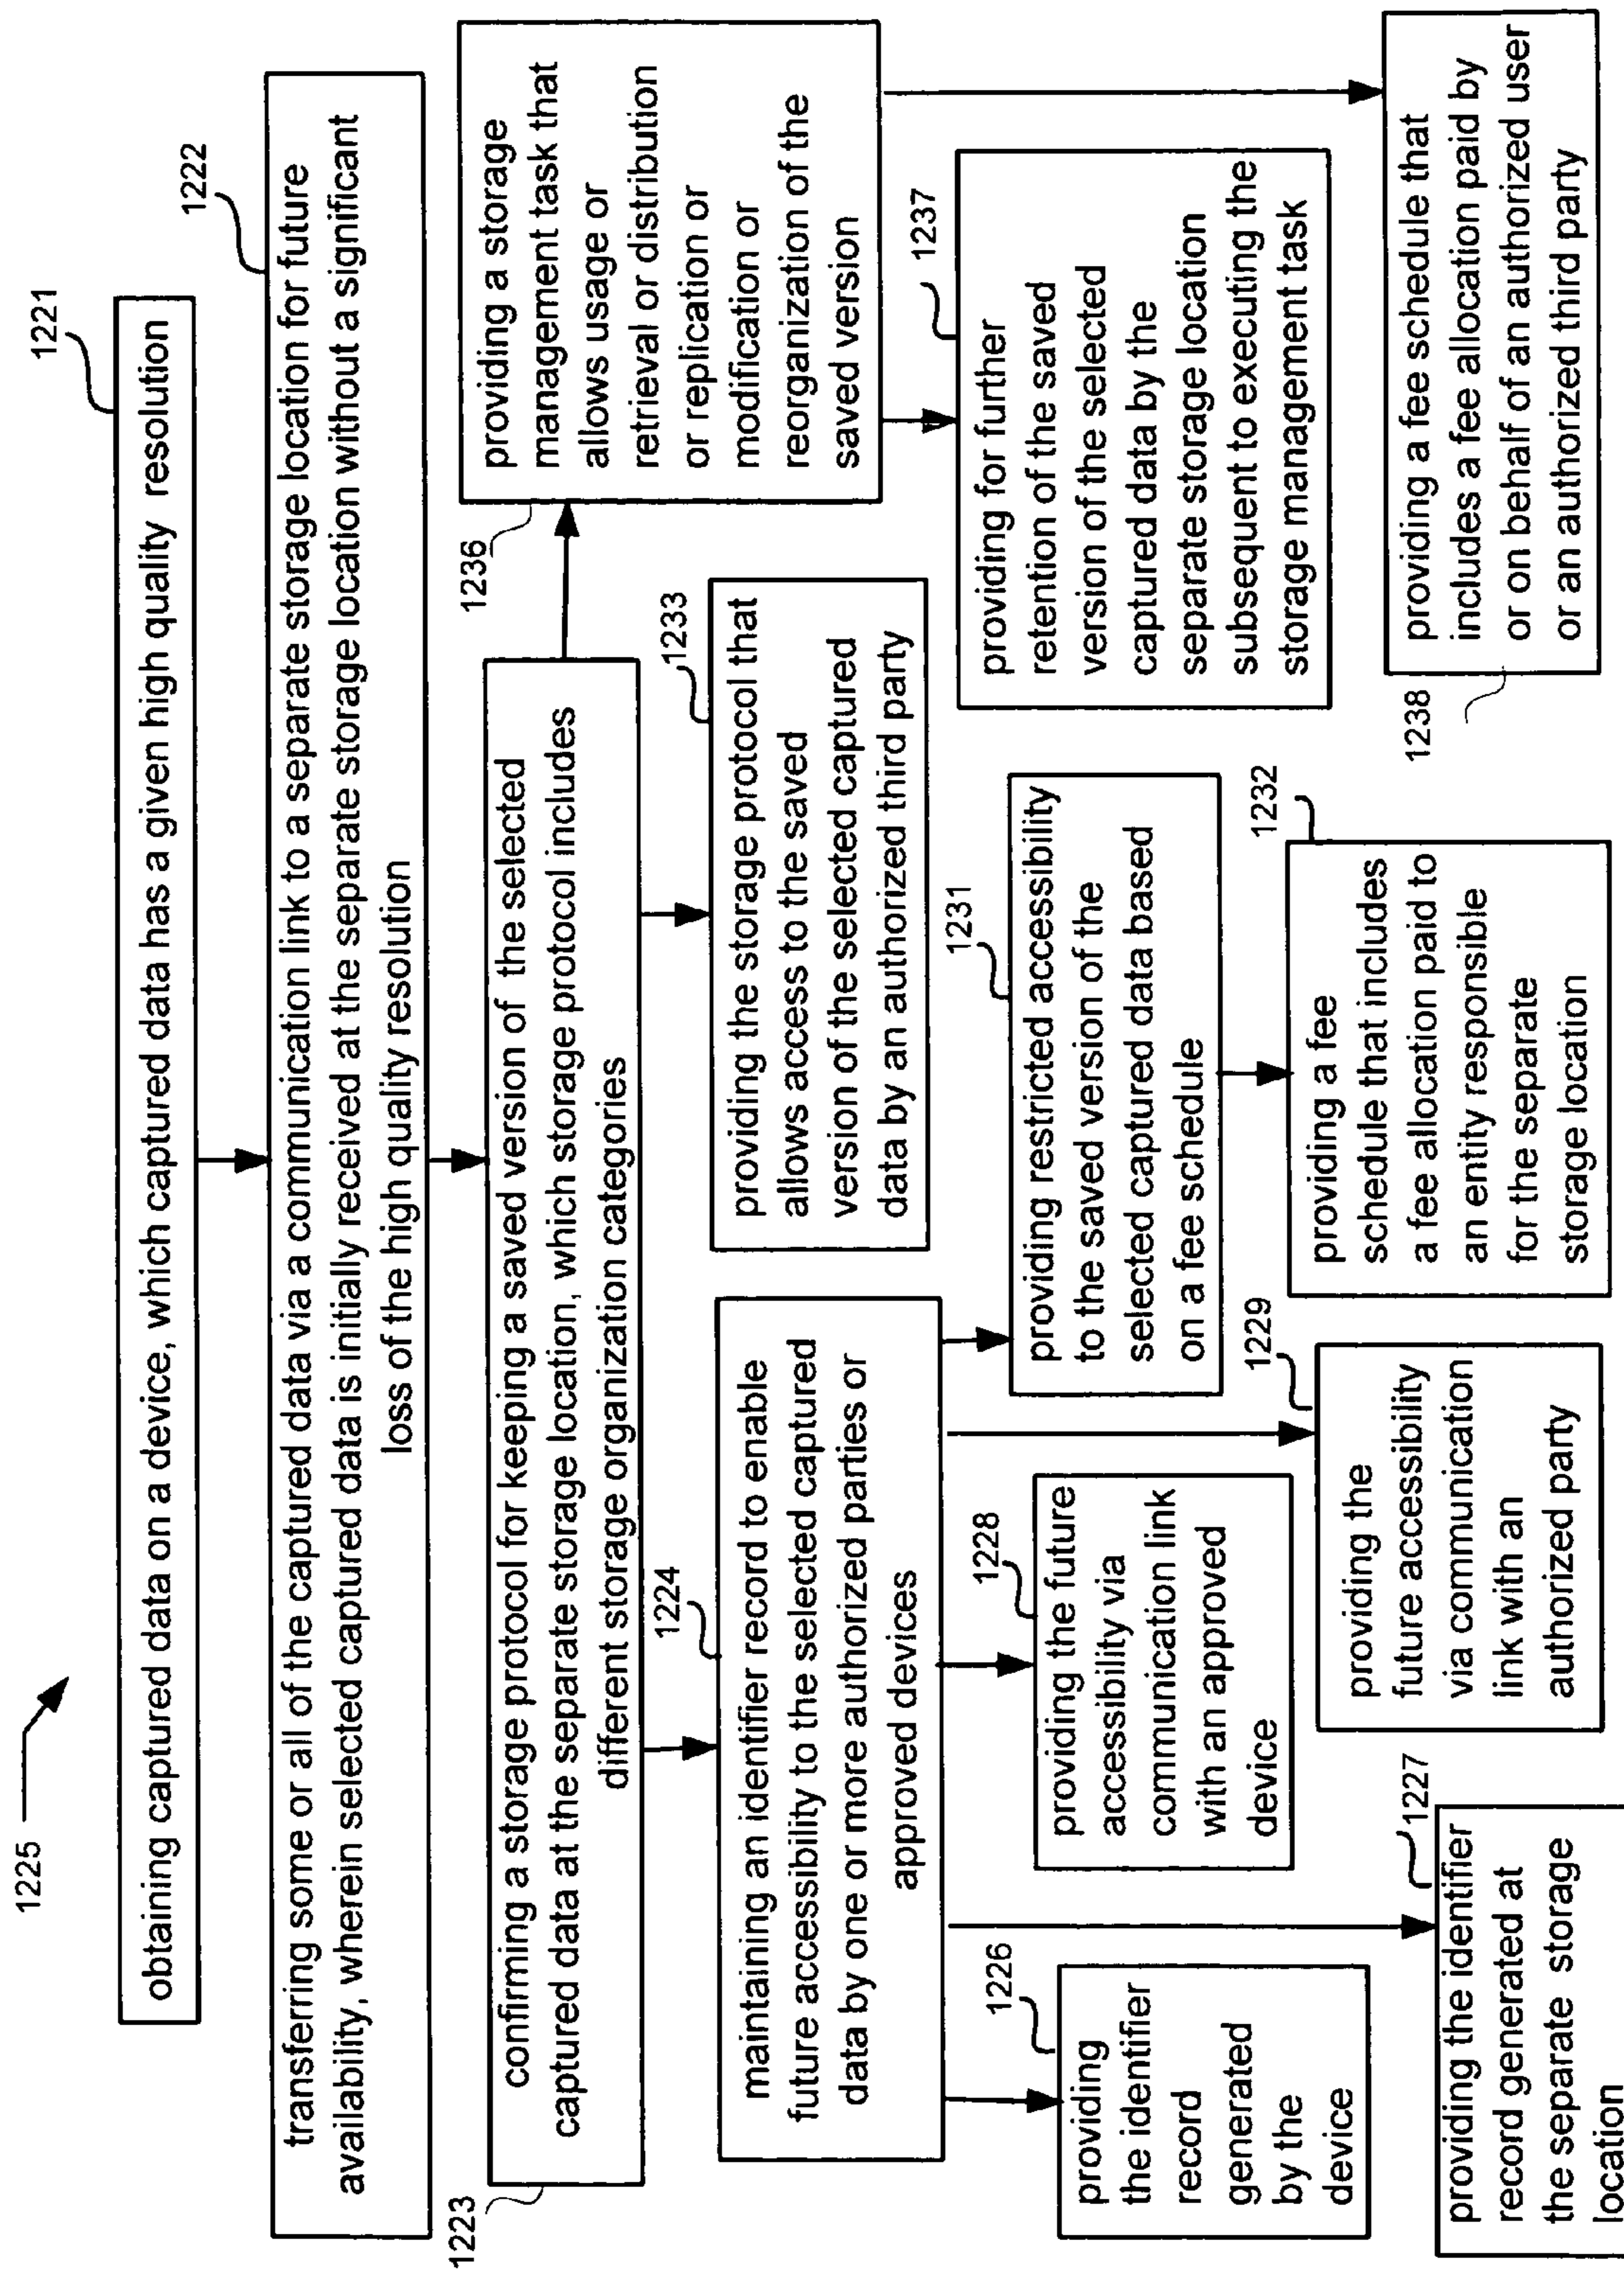 1225
1221
obtaining captured data on a device, which captured data has a given high quality resolution
1222
transferring some or all of the captured data via a communication link to a separate storage location for future
availability, wherein selected captured data is initially received at the separate storage location without a significant
loss of the high quality resolution
1223
confirming a storage protocol for keeping a saved version of the selected
captured data at the separate storage location, which storage protocol includes
different storage organization categories
1236
providing a storage
management task that
allows usage or
retrieval or distribution
or replication or
modification or
reorganization of the
saved version
1224
maintaining an identifier record to enable
future accessibility to the selected captured
data by one or more authorized parties or
approved devices
1233
providing the storage protocol that
allows access to the saved
version of the selected captured
data by an authorized third party
1237
providing for further
retention of the saved
version of the selected
captured data by the
separate storage location
subsequent to executing the
storage management task
1226
providing
the identifier
record
generated
by the
device
1228
providing the future
accessibility via
communication link
with an approved
device
1231
providing restricted accessibility
to the saved version of the
selected captured data based
on a fee schedule
1227
providing the identifier
record generated at
the separate storage
location
1229
providing the
future accessibility
via communication
link with an
authorized party
1232
providing a fee
schedule that includes
a fee allocation paid to
an entity responsible
for the separate
storage location
1238
providing a fee schedule that
includes a fee allocation paid by
or on behalf of an authorized user
or an authorized third party